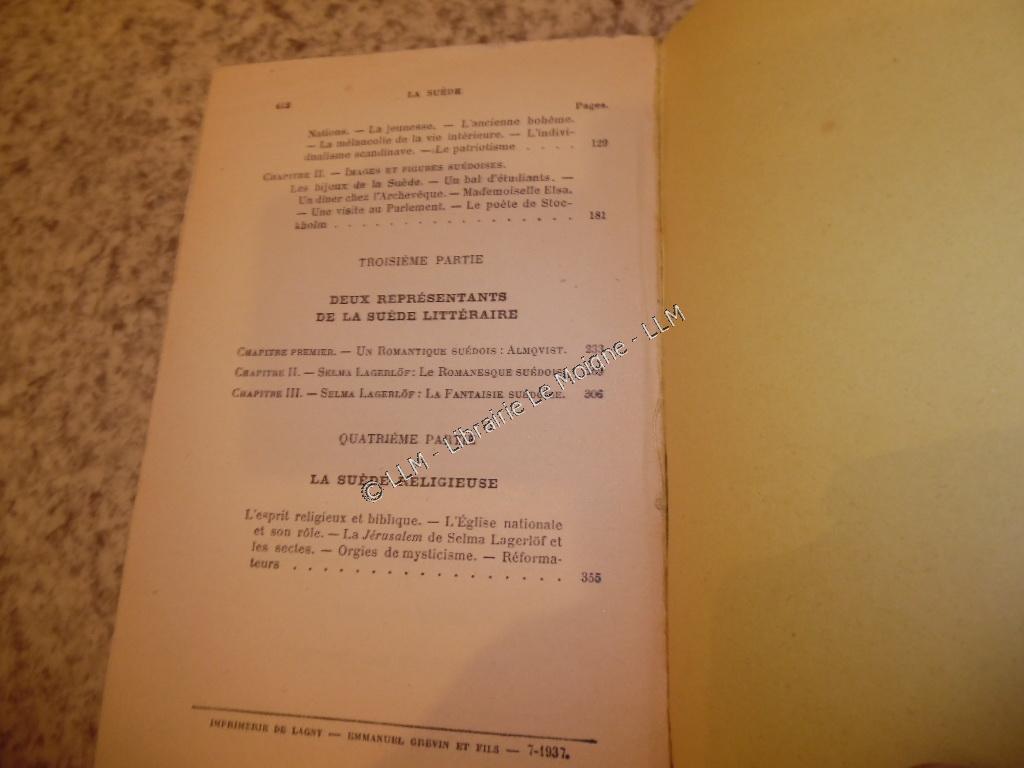 LA SUÈDE
Pages.
Nations. — La jeunesse. — L'ancienne bohême.
— La mélancolie de la vie intérieure. — L'indivi-
dualisme scandinave. — Le patriotisme . . . . 129
CHAPITRE II. — IMAGES ET FIGURES SUÉDOISES.
Les bijoux de la Suède. — Un bal d'étudiants. —
Un dîner chez l'Archevêque. — Mademoiselle Elsa.
— Une visite au Parlement. — Le poète de Stoc-
kholm . . . . . . . . . . . . . . . . 181
TROISIÈME PARTIE
DEUX REPRÉSENTANTS
DE LA SUÈDE LITTÉRAIRE
CHAPITRE PREMIER. — UN ROMANTIQUE SUÉDOIS : ALMQVIST. 233
CHAPITRE II. — SELMA LAGERLÖF : LE ROMANESQUE SUÉDOIS.
CHAPITRE III. — SELMA LAGERLÖF : LA FANTAISIE SUÉDOISE. 306
QUATRIÈME PARTIE
LA SUÈDE RELIGIEUSE
L'esprit religieux et biblique. — L'Église nationale
et son rôle. — La Jérusalem de Selma Lagerlöf et
les sectes. — Orgies de mysticisme. — Réforma-
teurs . . . . . . . . . . . . . . . . . 355
IMPRIMERIE DE LAGNY — EMMANUEL GREVIN ET FILS — 7-1937.
© LLM - Librairie Le Moigne - LLM